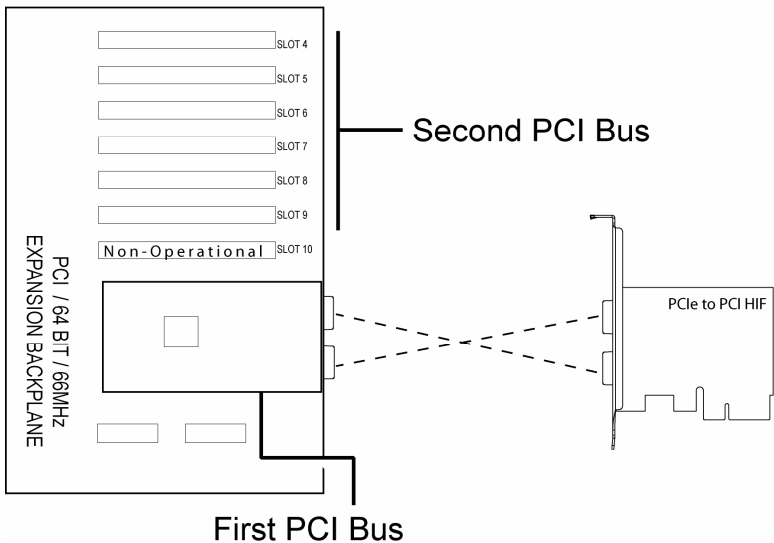 SLOT 4
SLOT 5
SLOT 6
SLOT 7
SLOT 8
SLOT 9
Non-Operational SLOT 10
Second PCI Bus
PCI / 64 BIT / 66MHz
EXPANSION BACKPLANE
PCIe to PCI HIF
First PCI Bus